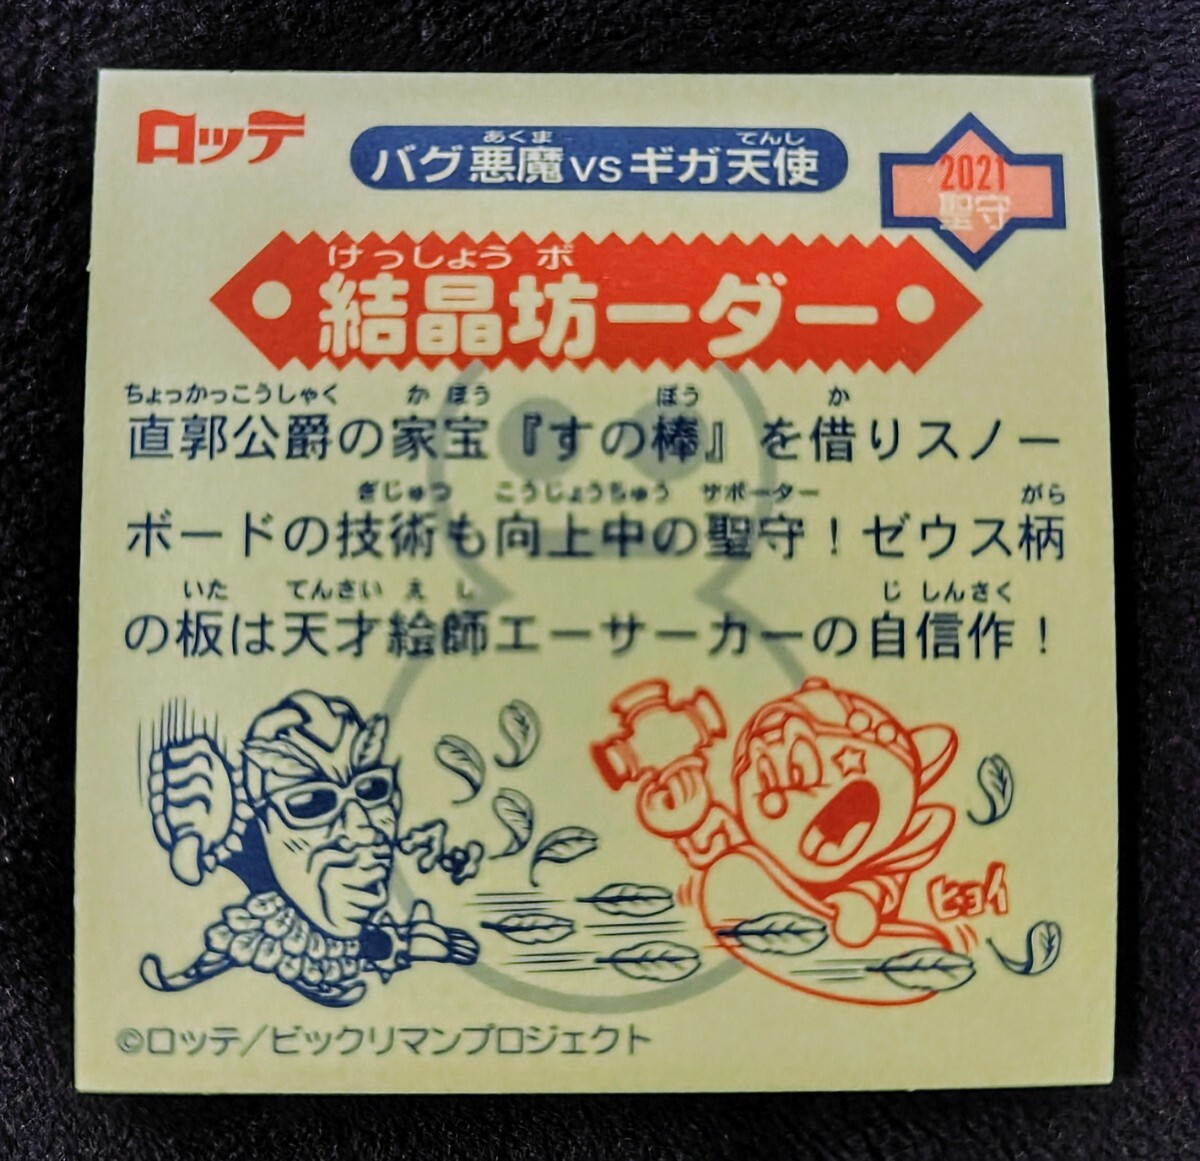 ロッテ
あくま てんし
バグ悪魔vsギガ天使
2021
聖守
けっしょう ボ
結晶坊ーダー
ちょっかっこうしゃく か ほう ぼう か
直郭公爵の家宝『すの棒』を借りスノー
ぎじゅつ こうじょうちゅう サポーター がら
ボードの技術も向上中の聖守！ゼウス柄
いた てんさい え し じ しんさく
の板は天才絵師エーサーカーの自信作！
ヒョイ
©ロッテ/ビックリマンプロジェクト